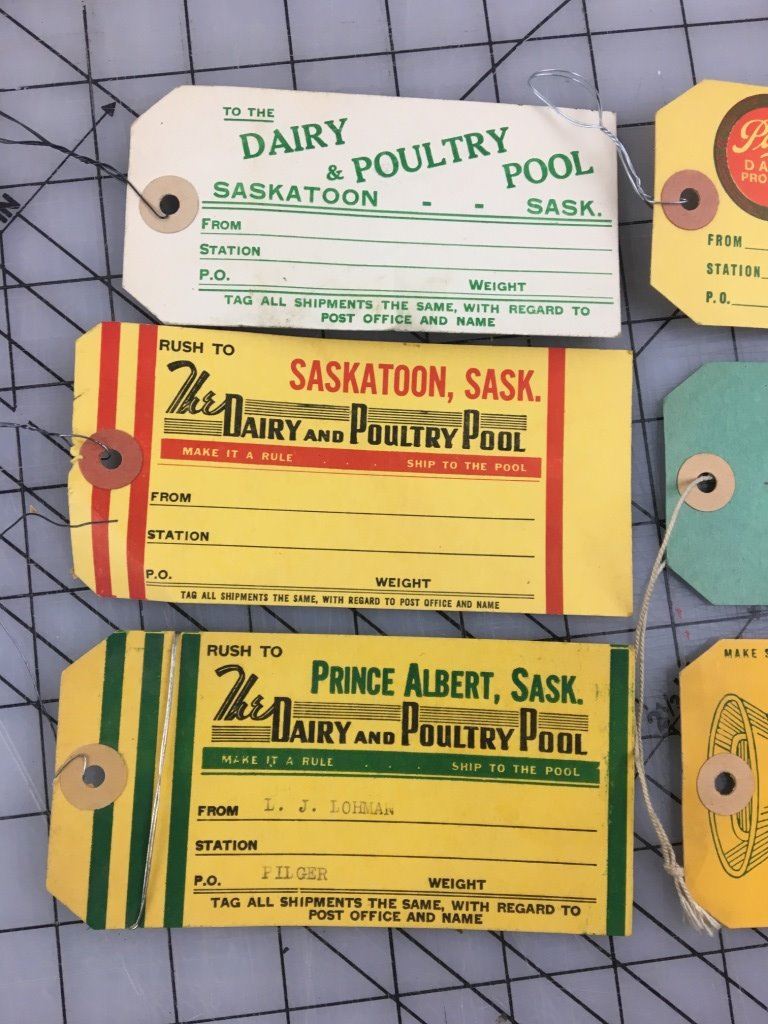 TO THE
DAIRY
& POULTRY
POOL
SASKATOON - - SASK.
FROM
STATION
P.O. WEIGHT
TAG ALL SHIPMENTS THE SAME, WITH REGARD TO
POST OFFICE AND NAME
RUSH TO
SASKATOON, SASK.
The DAIRY AND POULTRY POOL
MAKE IT A RULE . . . SHIP TO THE POOL
FROM
STATION
P.O. WEIGHT
TAG ALL SHIPMENTS THE SAME, WITH REGARD TO POST OFFICE AND NAME
RUSH TO
PRINCE ALBERT, SASK.
The DAIRY AND POULTRY POOL
MAKE IT A RULE . . . SHIP TO THE POOL
FROM L. J. LOHMAN
STATION
P.O. PILGER WEIGHT
TAG ALL SHIPMENTS THE SAME, WITH REGARD TO
POST OFFICE AND NAME
FROM
STATION
P.O.
MAKE
IN